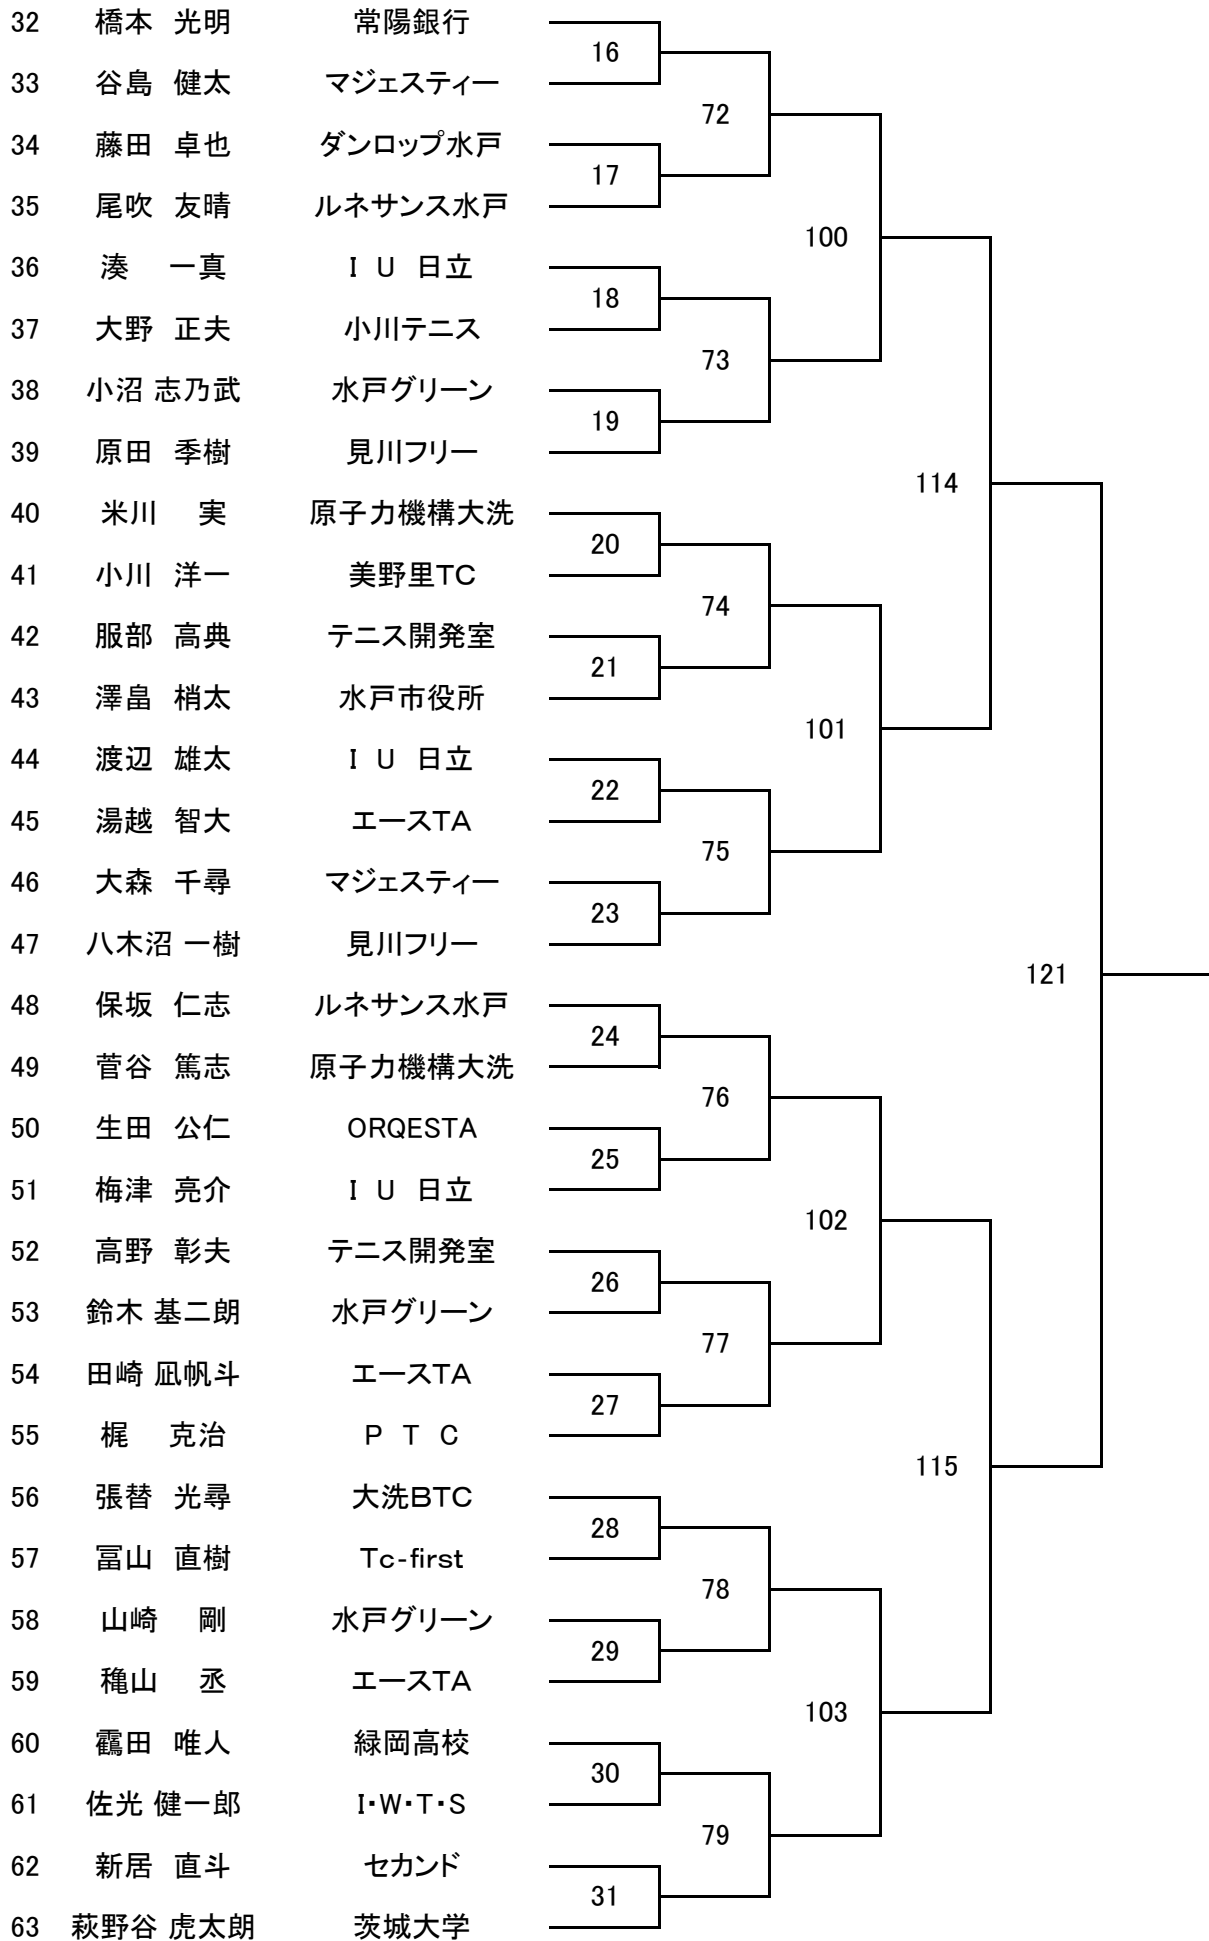 32 橋本 光明 常陽銀行
16
33 谷島 健太 マジェスティー
72
34 藤田 卓也 ダンロップ水戸
17
35 尾吹 友晴 ルネサンス水戸
100
36 湊 一真 I U 日立
18
37 大野 正夫 小川テニス
73
38 小沼 志乃武 水戸グリーン
19
39 原田 季樹 見川フリー
114
40 米川 実 原子力機構大洗
20
41 小川 洋一 美野里TC
74
42 服部 高典 テニス開発室
21
43 澤畠 梢太 水戸市役所
101
44 渡辺 雄太 I U 日立
22
45 湯越 智大 エースTA
75
46 大森 千尋 マジェスティー
23
47 八木沼 一樹 見川フリー
121
48 保坂 仁志 ルネサンス水戸
24
49 菅谷 篤志 原子力機構大洗
76
50 生田 公仁 ORQESTA
25
51 梅津 亮介 I U 日立
102
52 高野 彰夫 テニス開発室
26
53 鈴木 基二朗 水戸グリーン
77
54 田崎 凪帆斗 エースTA
27
55 梶 克治 P T C
115
56 張替 光尋 大洗BTC
28
57 冨山 直樹 Tc-first
78
58 山崎 剛 水戸グリーン
29
59 穐山 丞 エースTA
103
60 靍田 唯人 緑岡高校
30
61 佐光 健一郎 I・W・T・S
79
62 新居 直斗 セカンド
31
63 萩野谷 虎太朗 茨城大学